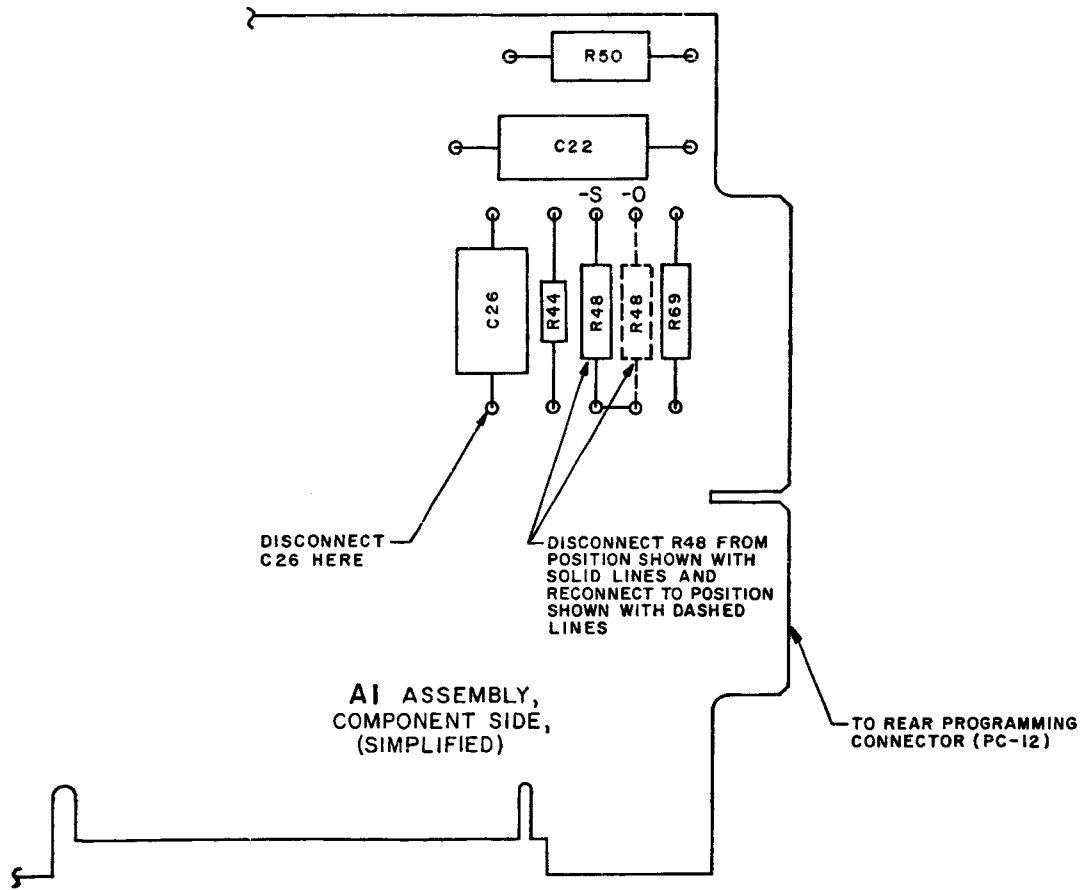 R50
C22
-S -O
C26
R44
R48
R48
R69
DISCONNECT
C26 HERE
DISCONNECT R48 FROM
POSITION SHOWN WITH
SOLID LINES AND
RECONNECT TO POSITION
SHOWN WITH DASHED
LINES
A1 ASSEMBLY,
COMPONENT SIDE,
(SIMPLIFIED)
TO REAR PROGRAMMING
CONNECTOR (PC-12)